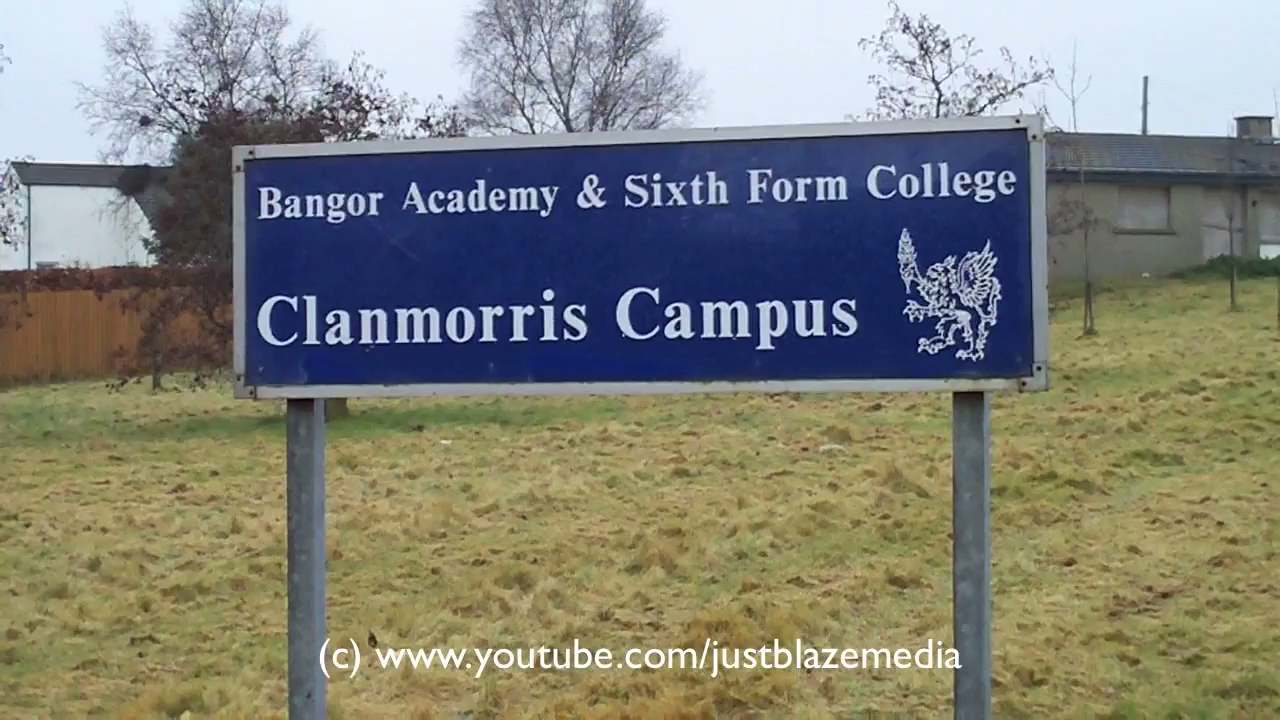 Bangor Academy & Sixth Form College
Clanmorris Campus
(c) www.youtube.com/justblazemedia